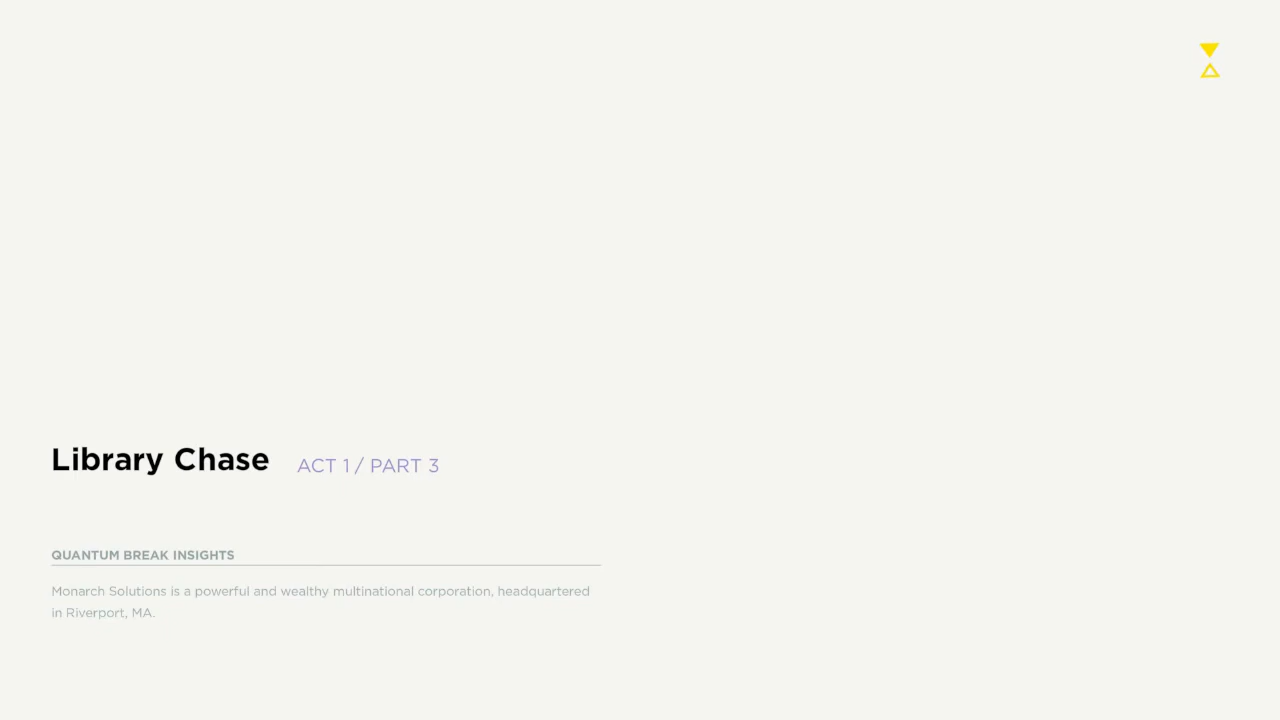 Library Chase ACT 1 / PART 3
QUANTUM BREAK INSIGHTS
Monarch Solutions is a powerful and wealthy multinational corporation, headquartered
in Riverport, MA.